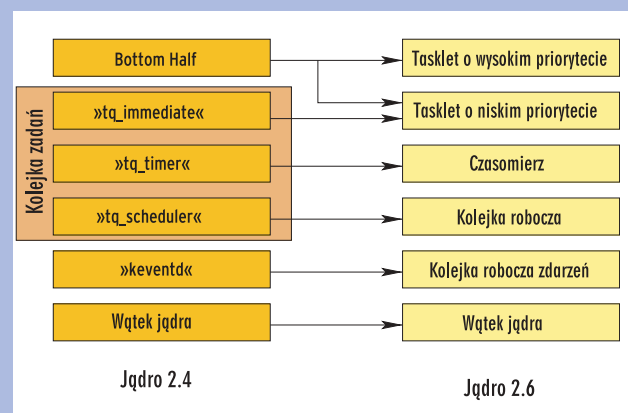 Bottom Half
Tasklet o wysokim priorytecie
Kolejka zadań
»tq_immediate«
Tasklet o niskim priorytecie
»tq_timer«
Czasomierz
»tq_scheduler«
Kolejka robocza
»keventd«
Kolejka robocza zdarzeń
Wątek jądra
Wątek jądra
Jądro 2.4
Jądro 2.6